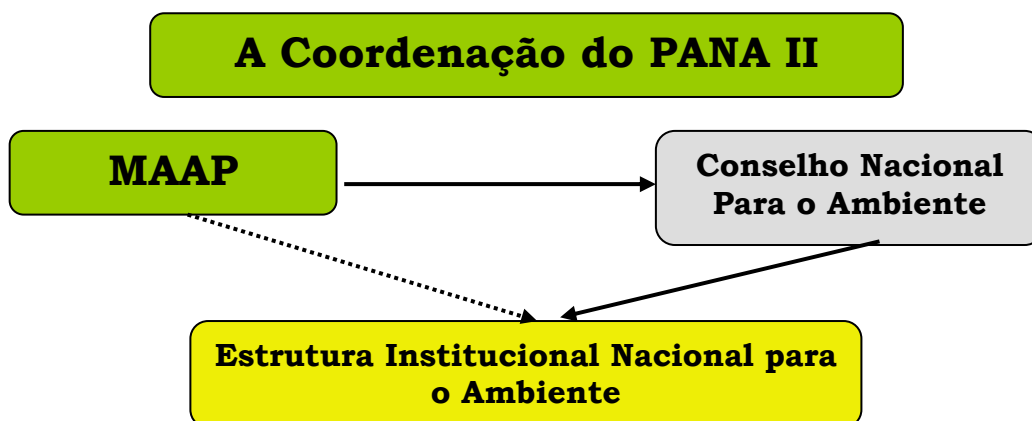 A Coordenação do PANA II
MAAP
Conselho Nacional
Para o Ambiente
Estrutura Institucional Nacional para
o Ambiente